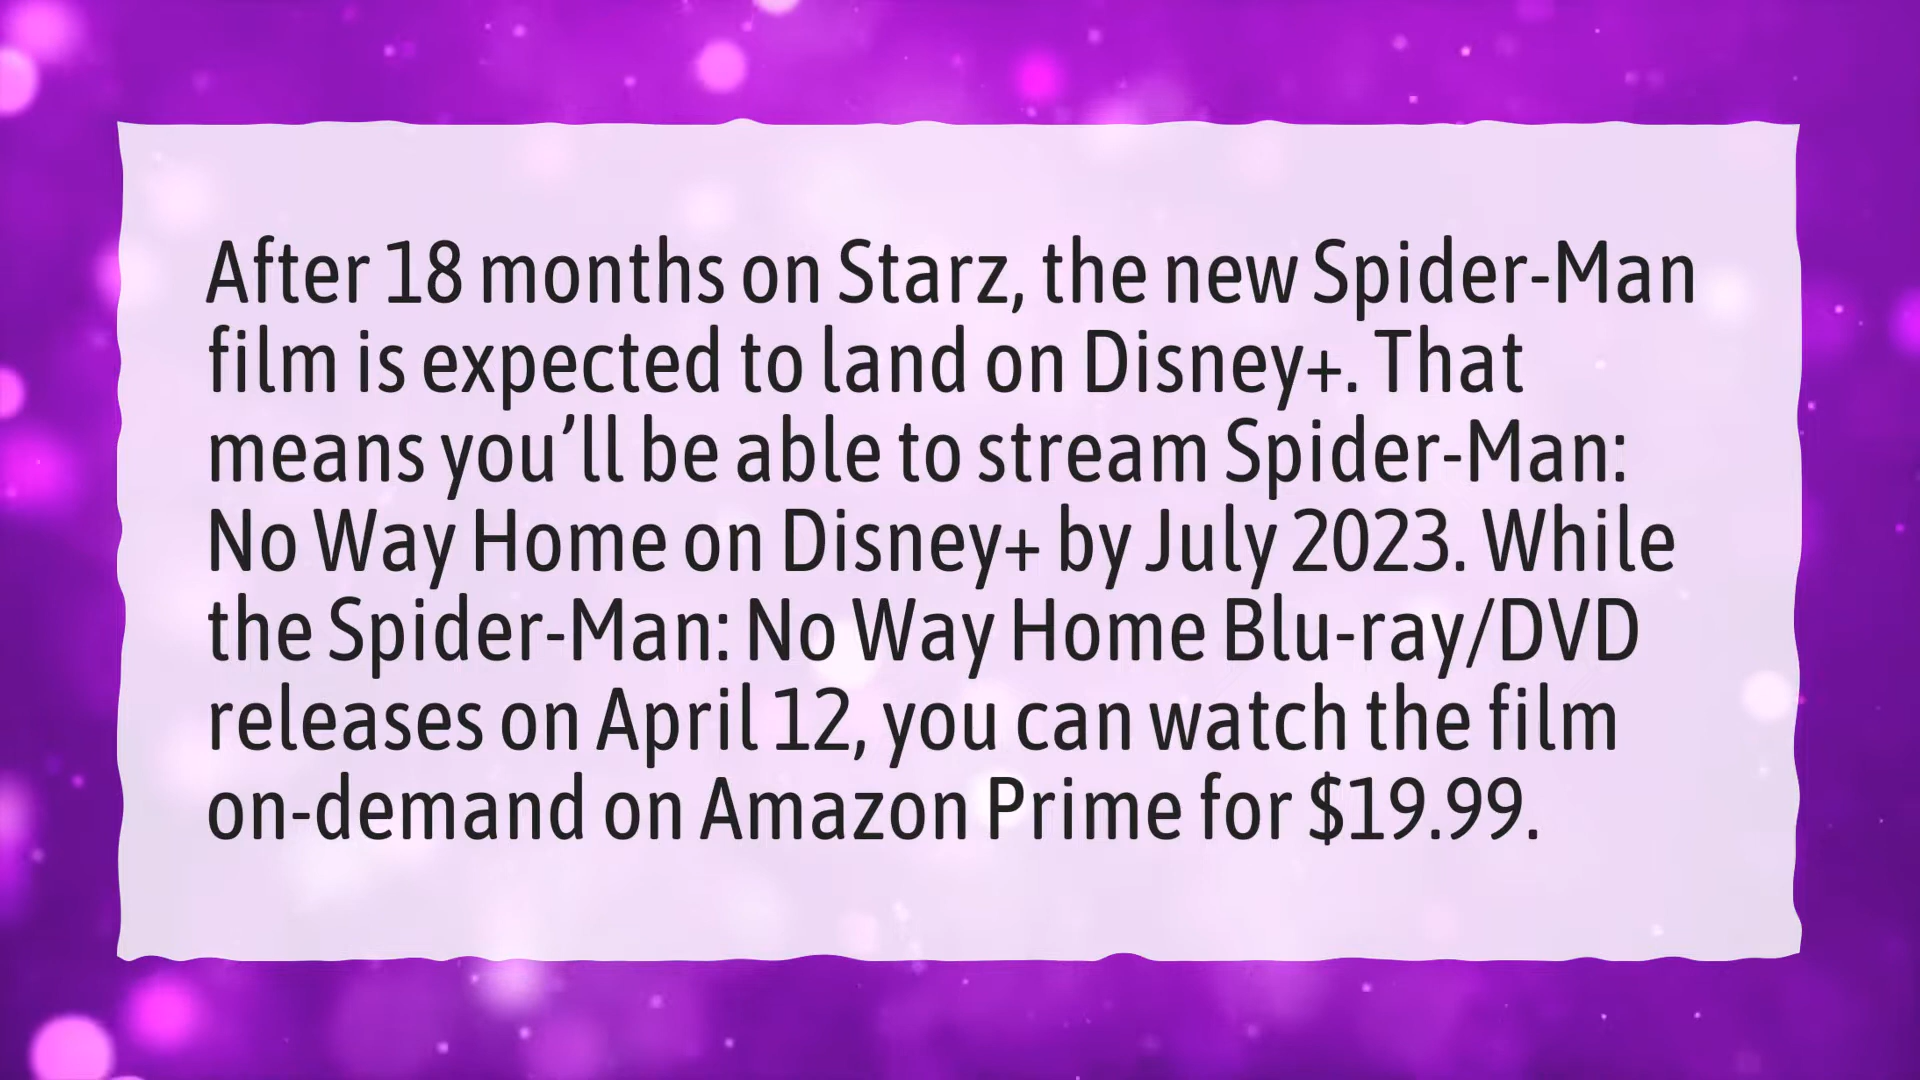 After 18 months on Starz, the new Spider-Man
film is expected to land on Disney+. That
means you’ll be able to stream Spider-Man:
No Way Home on Disney+ by July 2023. While
the Spider-Man: No Way Home Blu-ray/DVD
releases on April 12, you can watch the film
on-demand on Amazon Prime for $19.99.